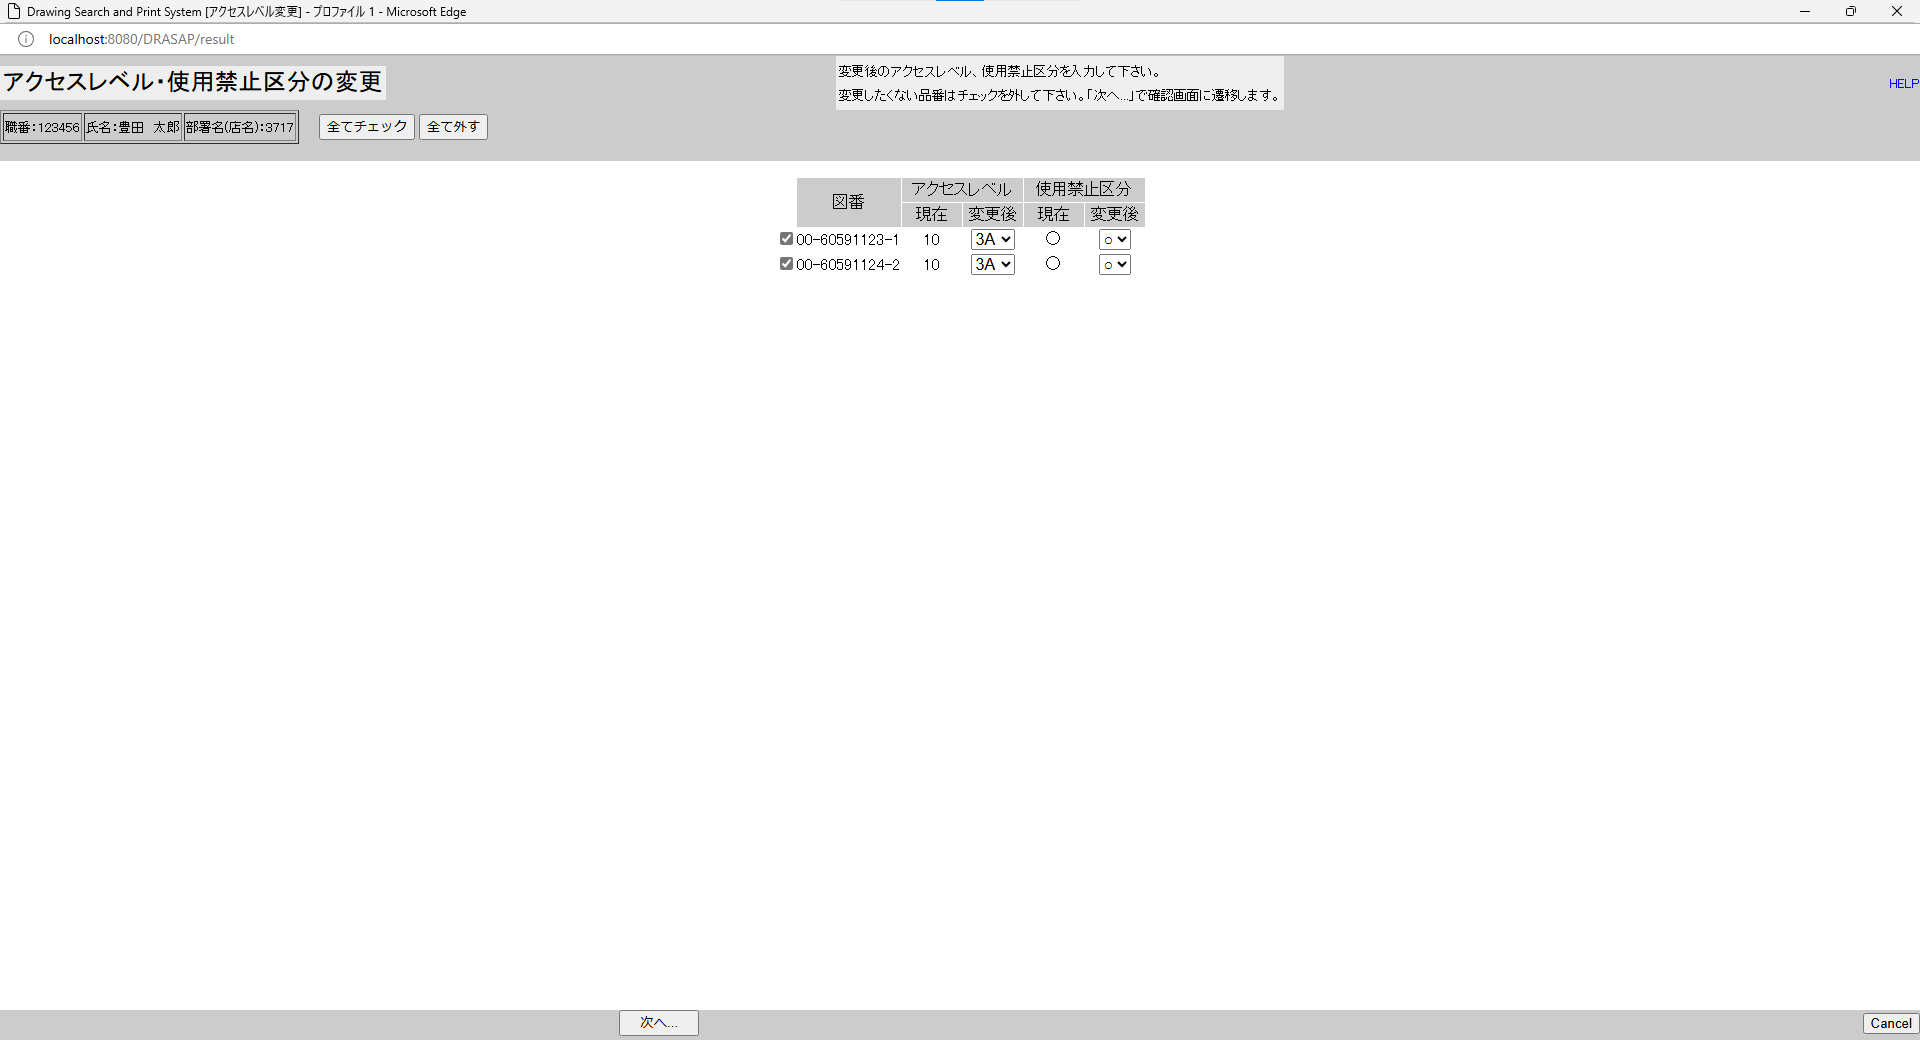 Drawing Search and Print System [アクセスレベル変更] - プロファイル 1 - Microsoft Edge
localhost:8080/DRASAP/result
アクセスレベル・使用禁止区分の変更
変更後のアクセスレベル、使用禁止区分を入力して下さい。
変更したくない品番はチェックを外して下さい。「次へ...」で確認画面に遷移します。
HELP
職番：123456 氏名：豊田　太郎 部署名(店名)：3717 全てチェック 全て外す
図番 アクセスレベル 使用禁止区分
現在 変更後 現在 変更後
00-60591123-1 10 3A ○ ○
00-60591124-2 10 3A ○ ○
次へ... Cancel